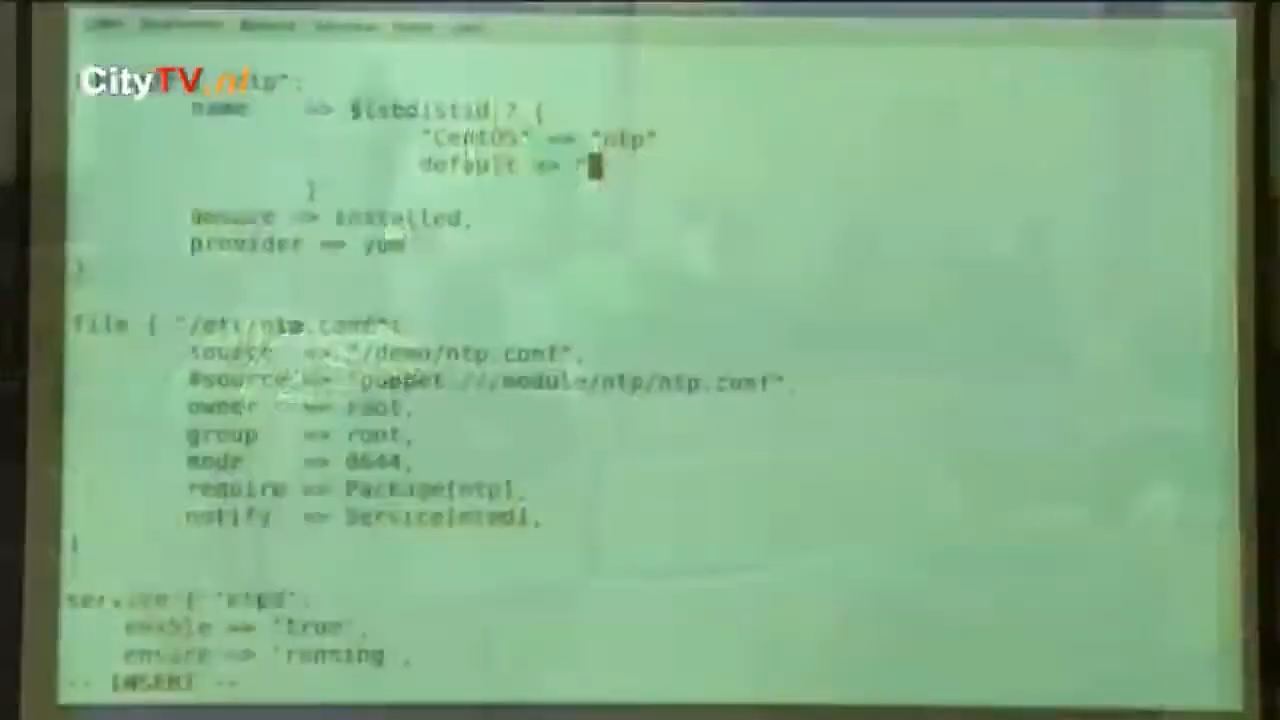 CityTV.nl
name => $lsbdistid ? {
"CentOS" => "ntp"
default => "
}
ensure => installed,
provider => yum
}
file { "/etc/ntp.conf":
source => "/demo/ntp.conf",
#source => "puppet:///module/ntp/ntp.conf",
owner => root,
group => root,
mode => 0644,
require => Package[ntp],
notify => Service[ntpd],
}
service { "ntpd":
enable => 'true',
ensure => 'running',
-- INSERT --